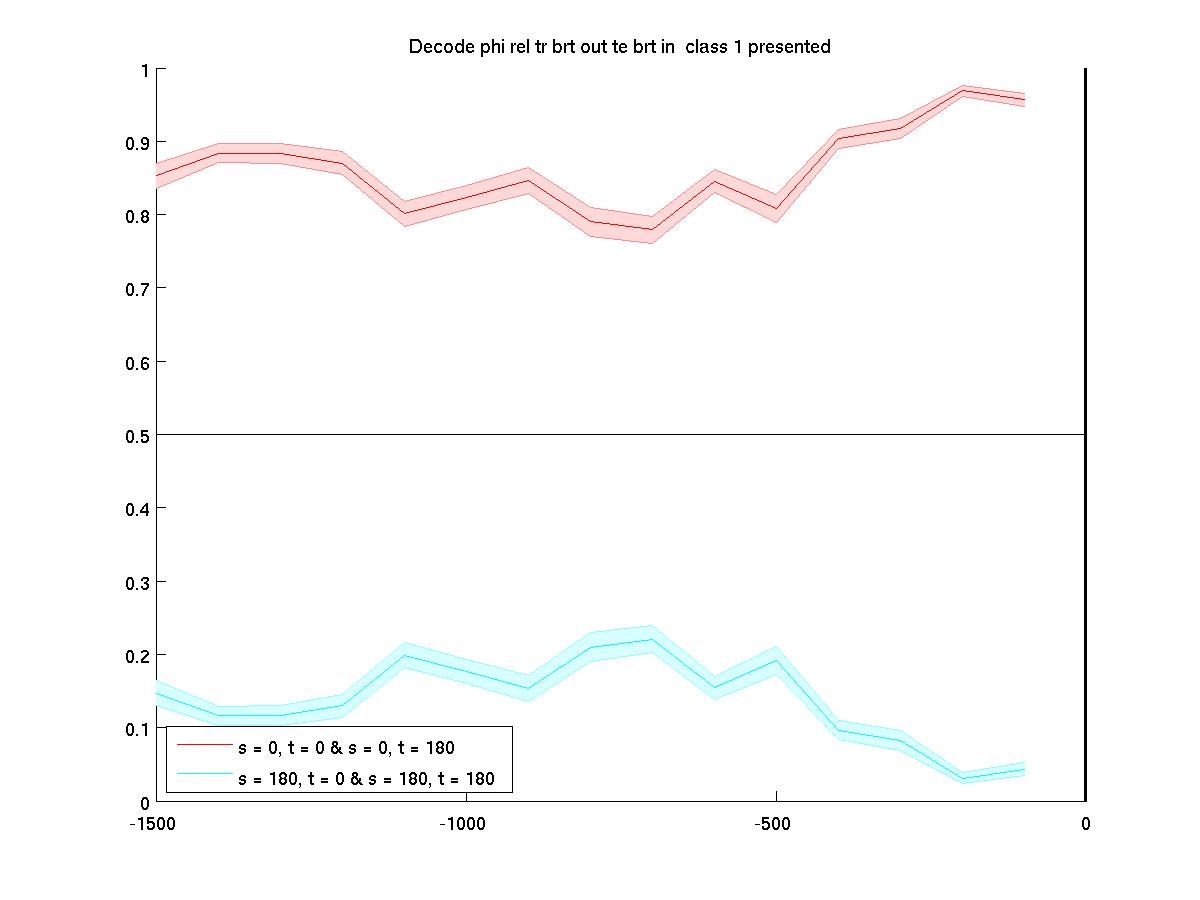 Decode phi rel tr brt out te brt in  class 1 presented
1
0.9
0.8
0.7
0.6
0.5
0.4
0.3
0.2
0.1
0
s = 0, t = 0 & s = 0, t = 180
s = 180, t = 0 & s = 180, t = 180
-1500 -1000 -500 0